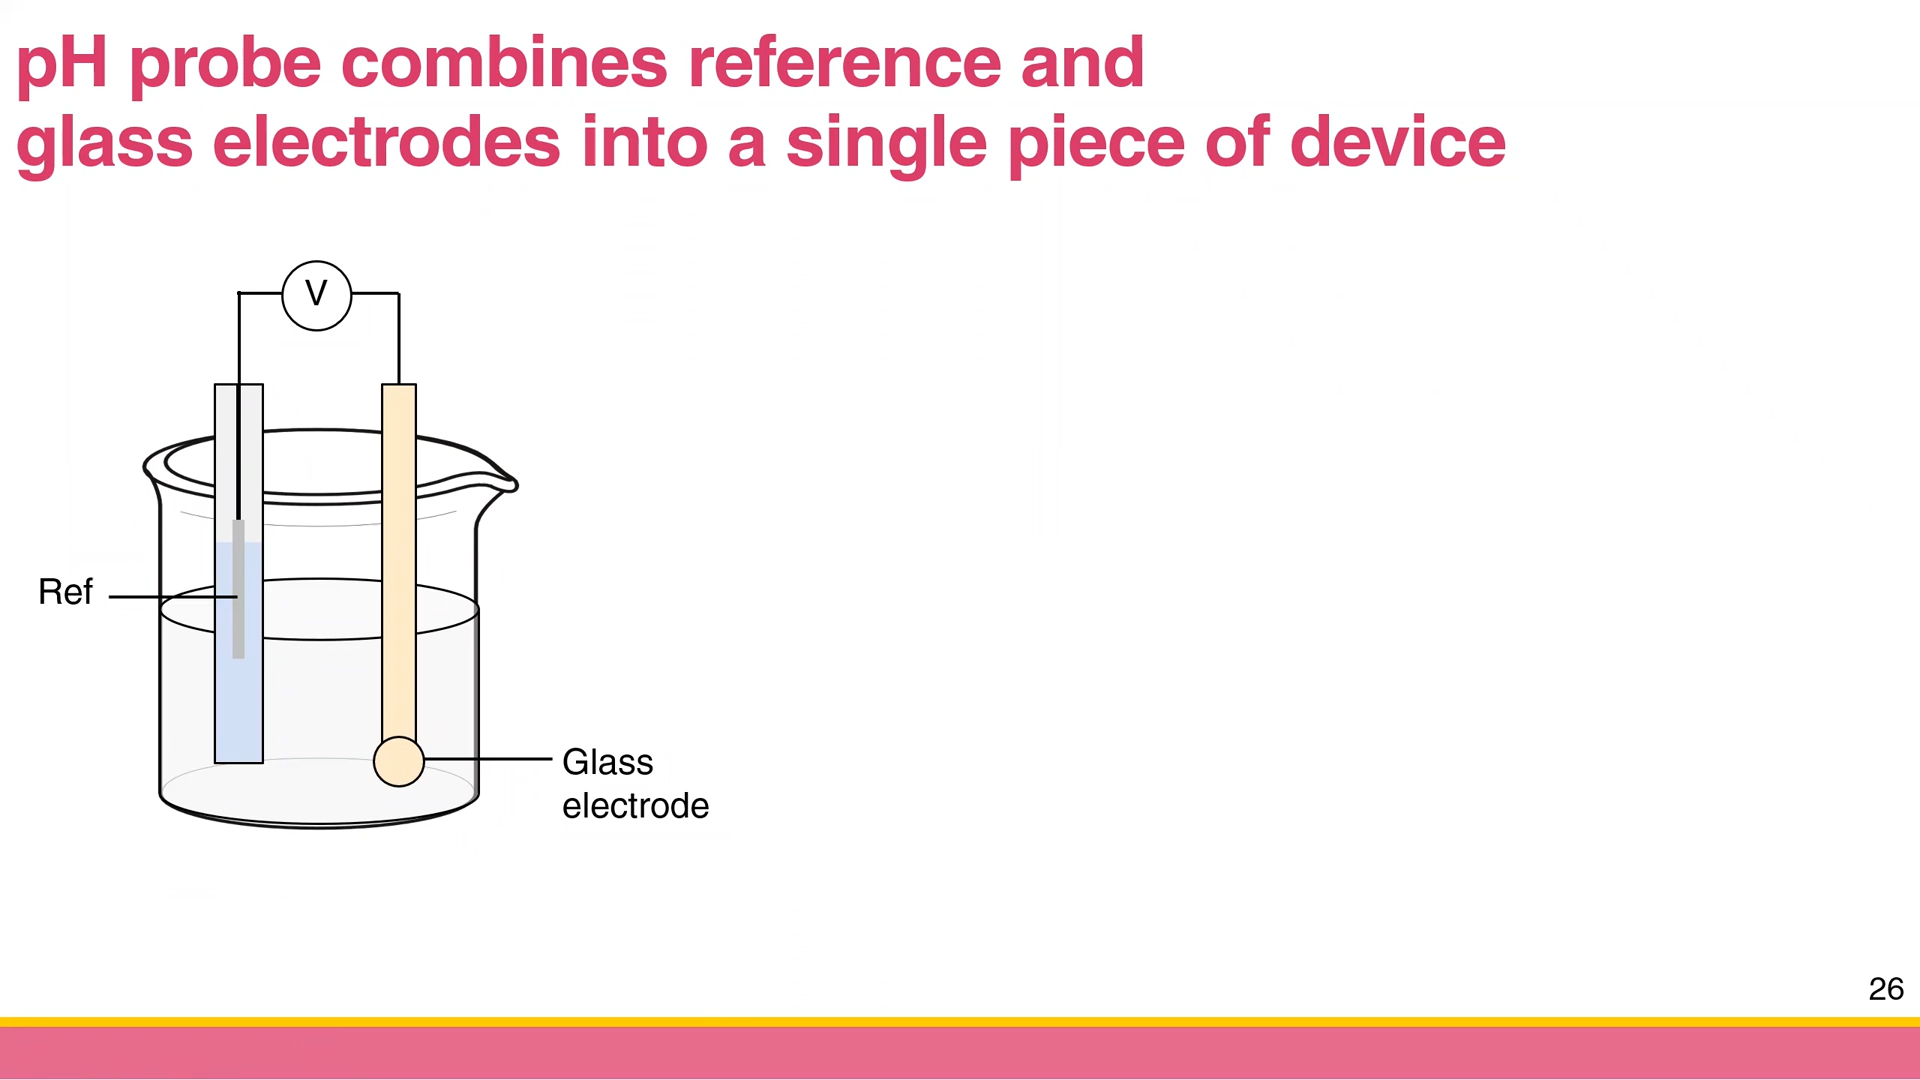 pH probe combines reference and
glass electrodes into a single piece of device
V
Ref
Glass
electrode
26